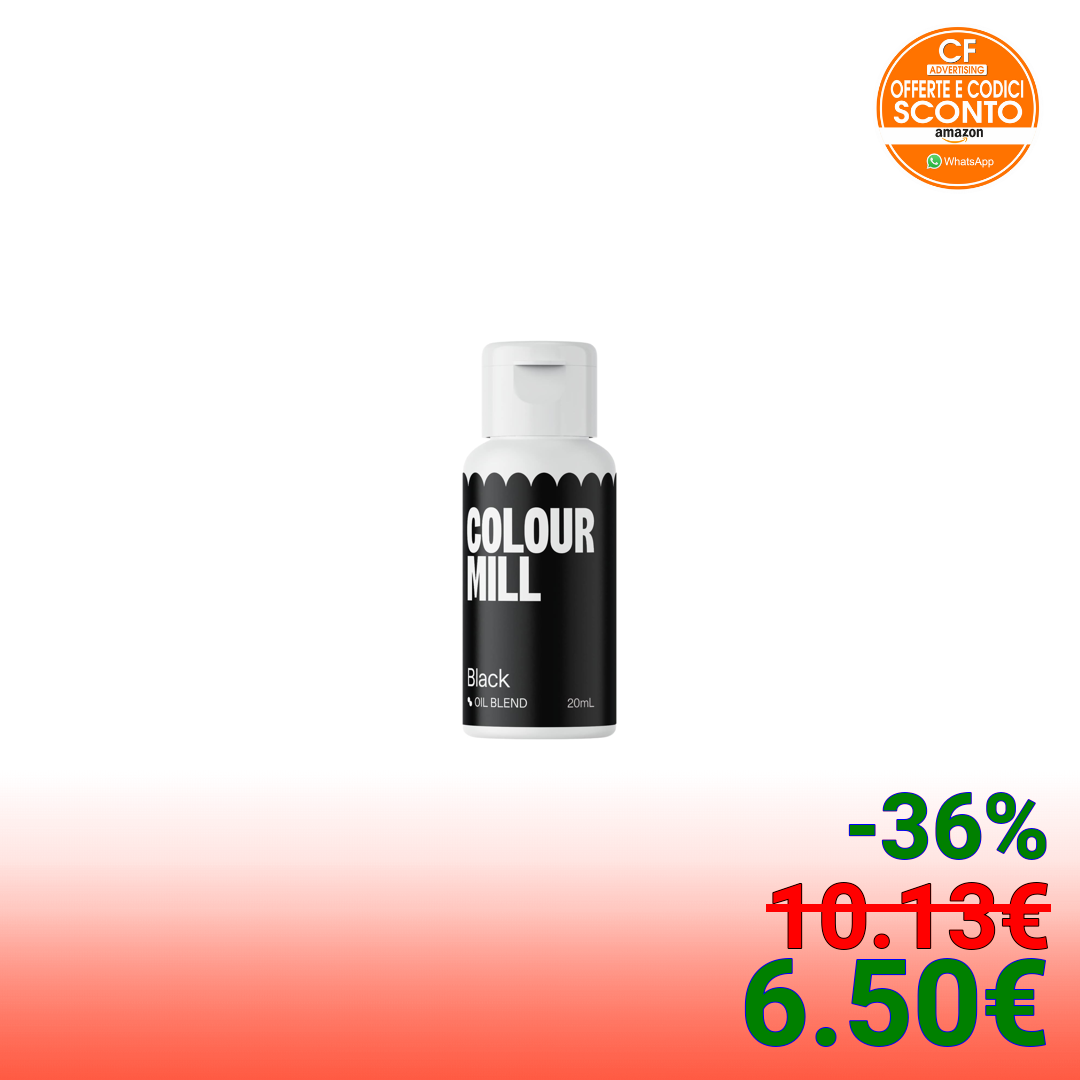 CF
ADVERTISING
OFFERTE E CODICI
SCONTO
amazon
WhatsApp
COLOUR
MILL
Black
OIL BLEND 20mL
-36%
10.13€
6.50€